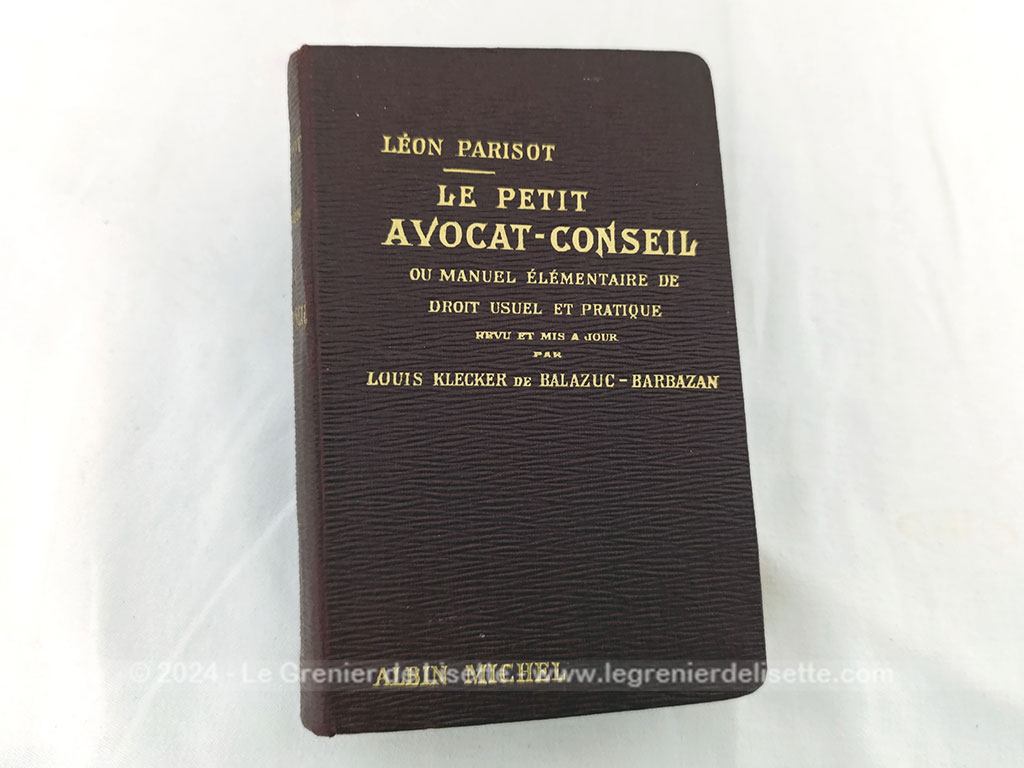 LÉON PARISOT
LE PETIT
AVOCAT-CONSEIL
OU MANUEL ÉLÉMENTAIRE DE
DROIT USUEL ET PRATIQUE
REVU ET MIS A JOUR
PAR
LOUIS KLECKER DE BALAZUC-BARBAZAN
ALBIN MICHEL
© 2024 - Le Grenier de Lisette - www.legrenierdelisette.com